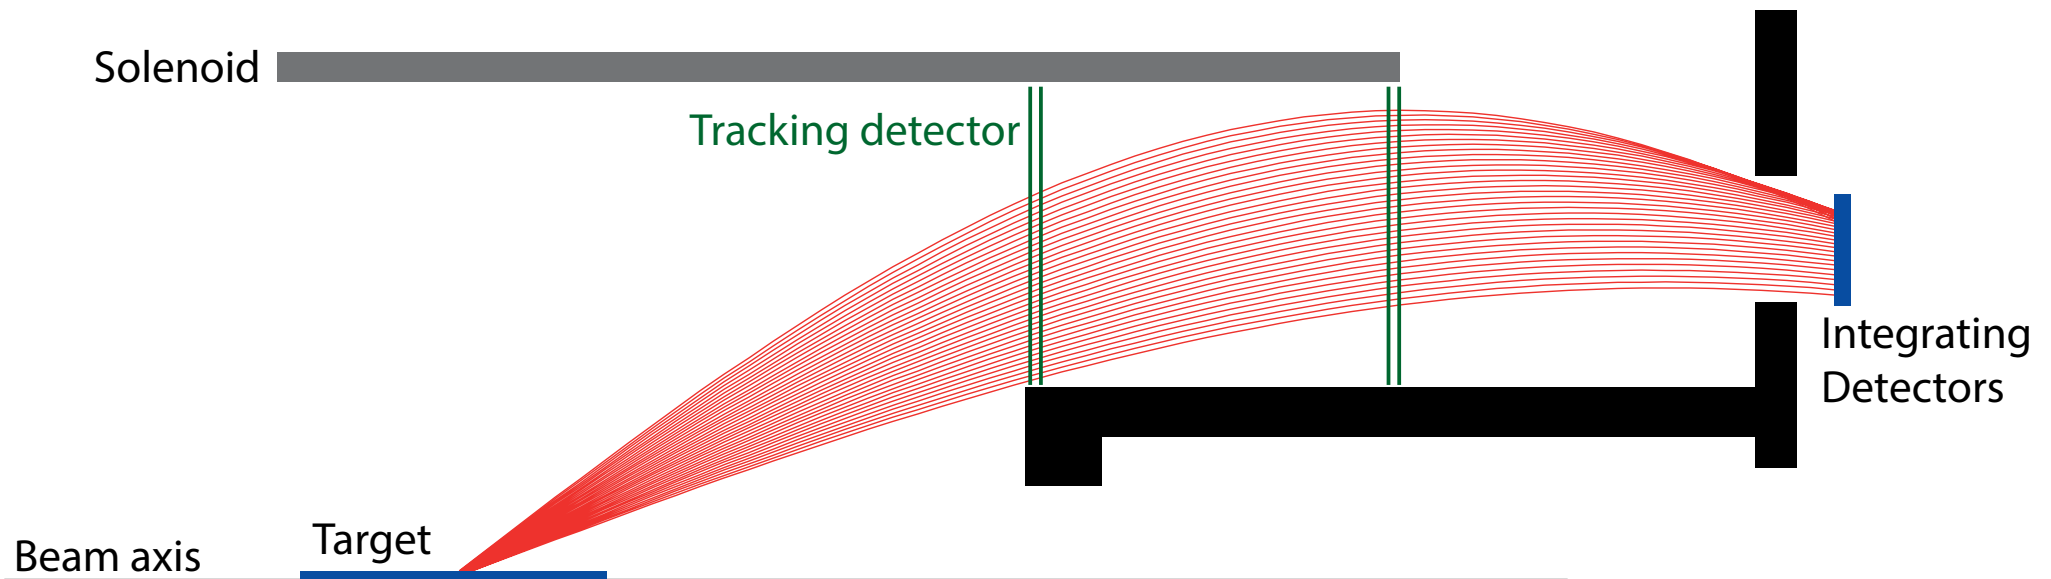 Solenoid
Tracking detector
Integrating
Detectors
Target
Beam axis